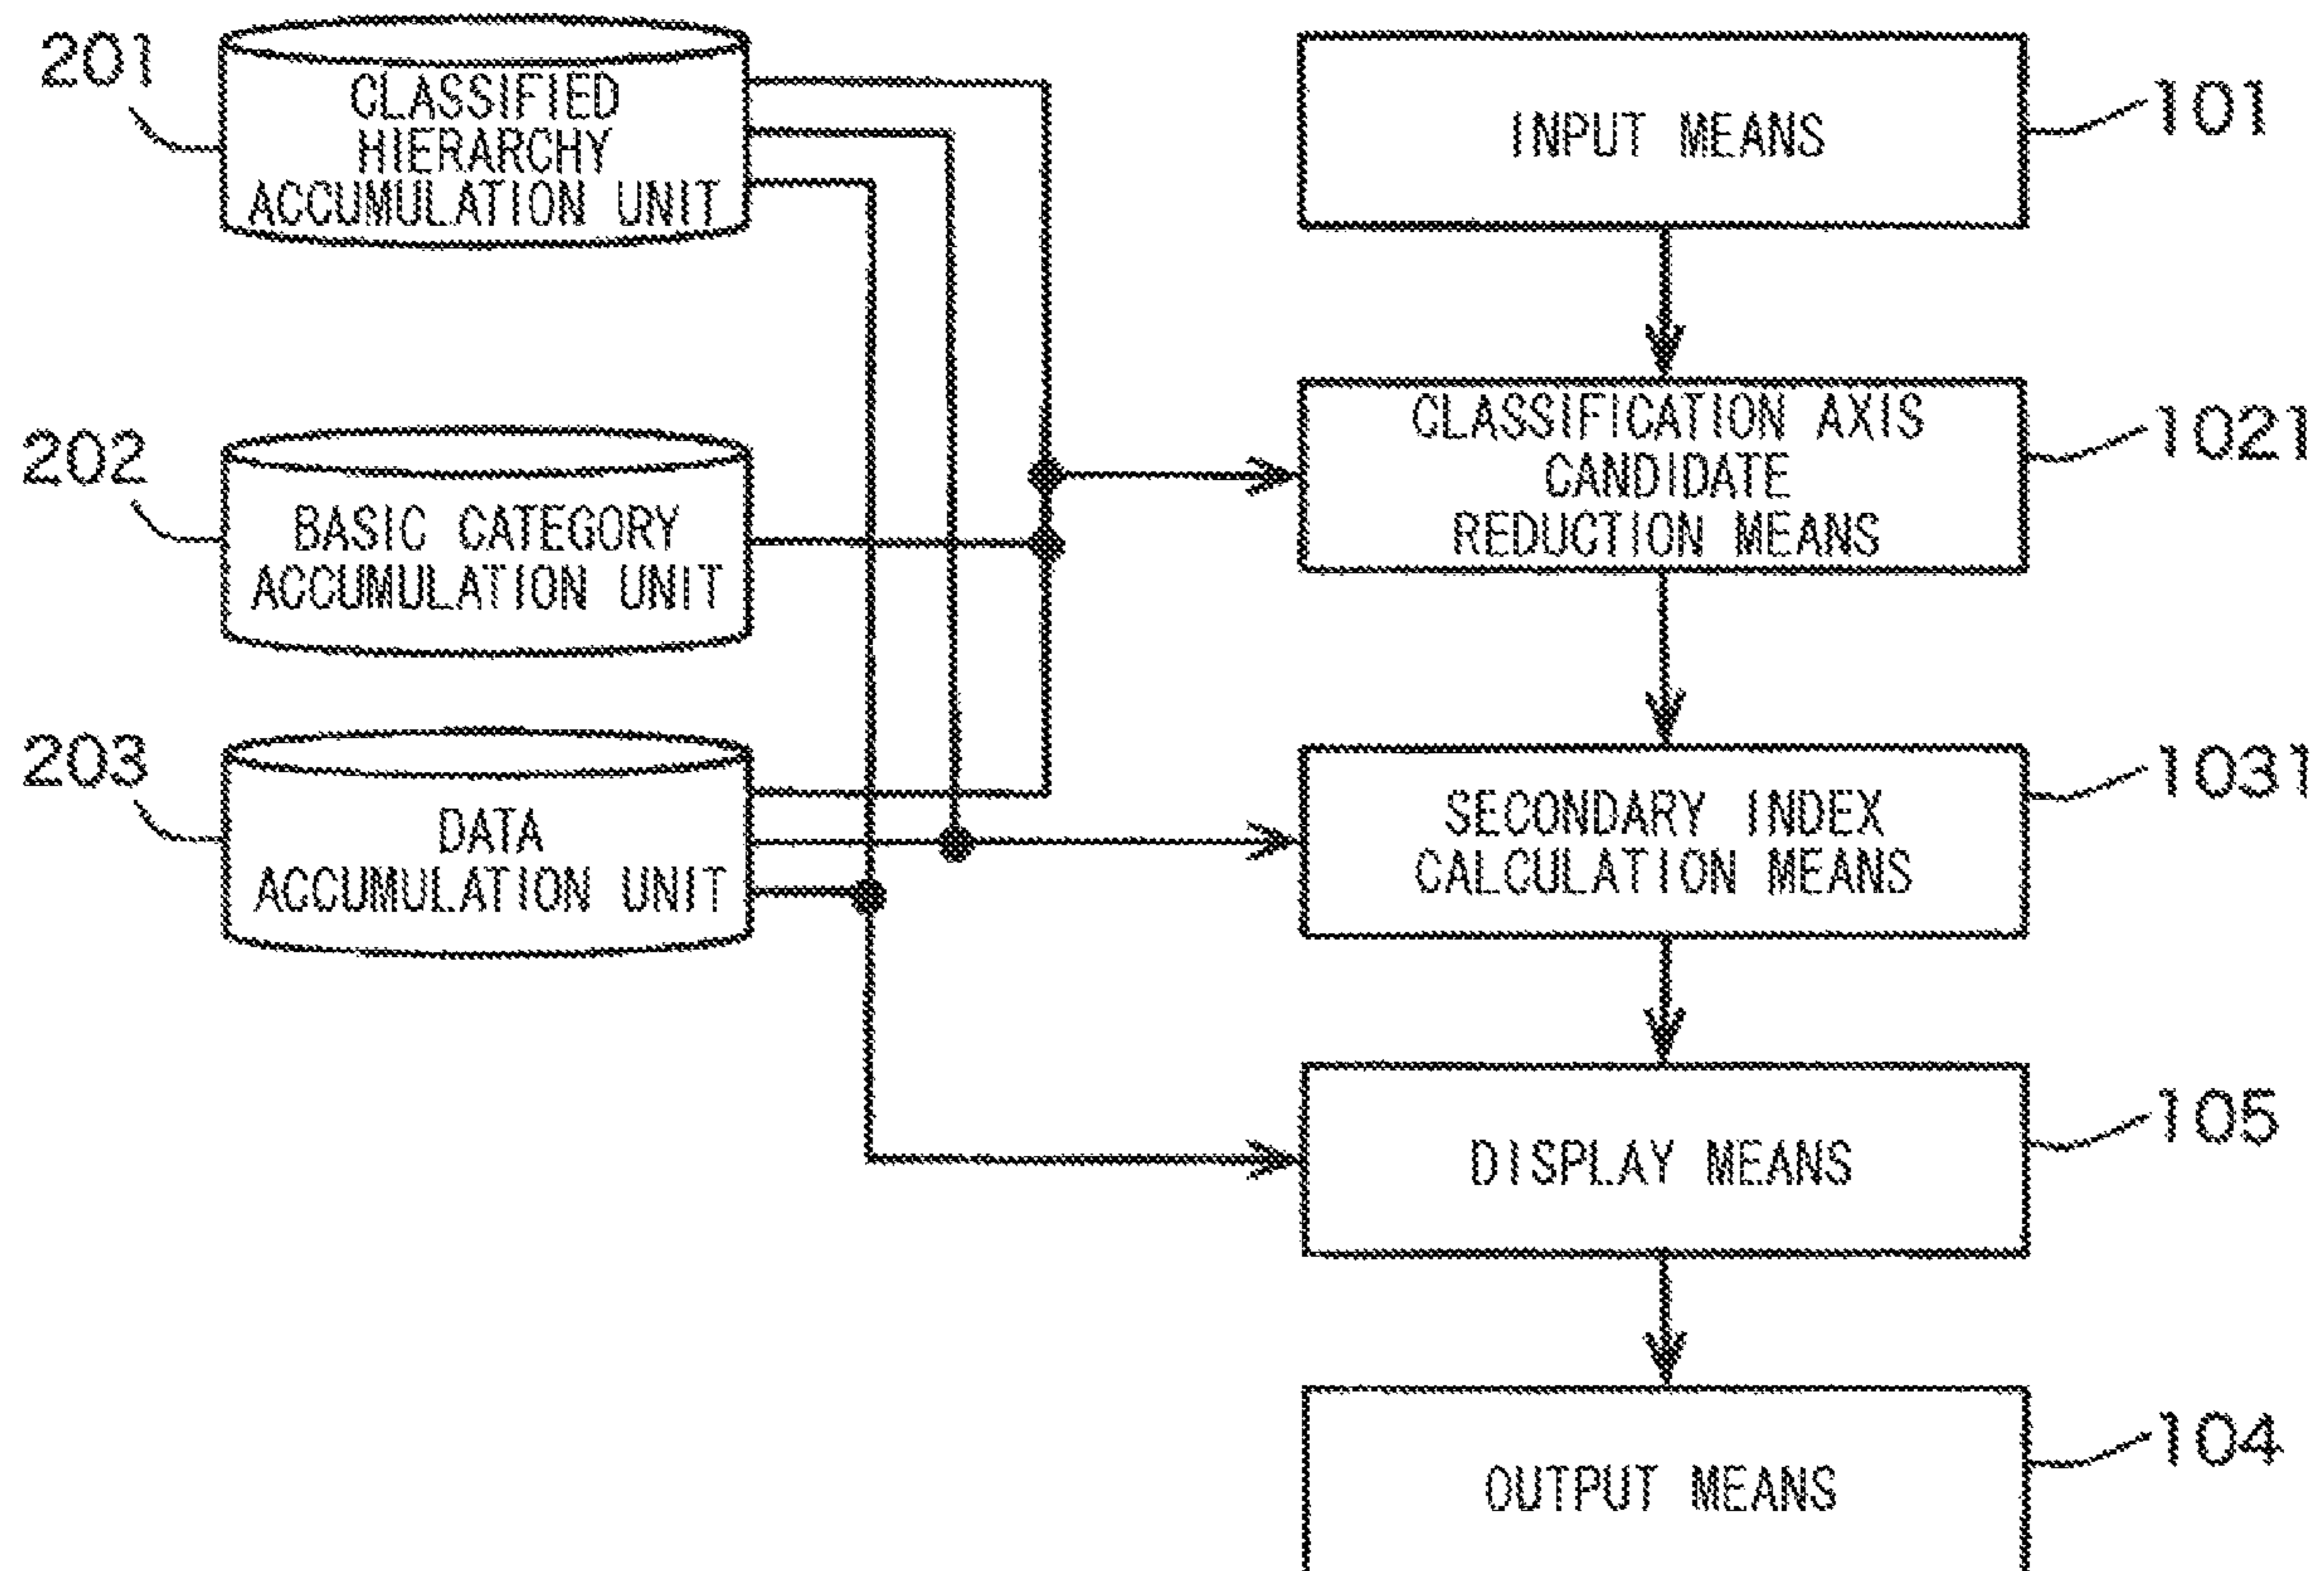 201
CLASSIFIED
HIERARCHY
ACCUMULATION UNIT
202
BASIC CATEGORY
ACCUMULATION UNIT
203
DATA
ACCUMULATION UNIT
INPUT MEANS
101
CLASSIFICATION AXIS
CANDIDATE
REDUCTION MEANS
1021
SECONDARY INDEX
CALCULATION MEANS
1031
DISPLAY MEANS
105
OUTPUT MEANS
104